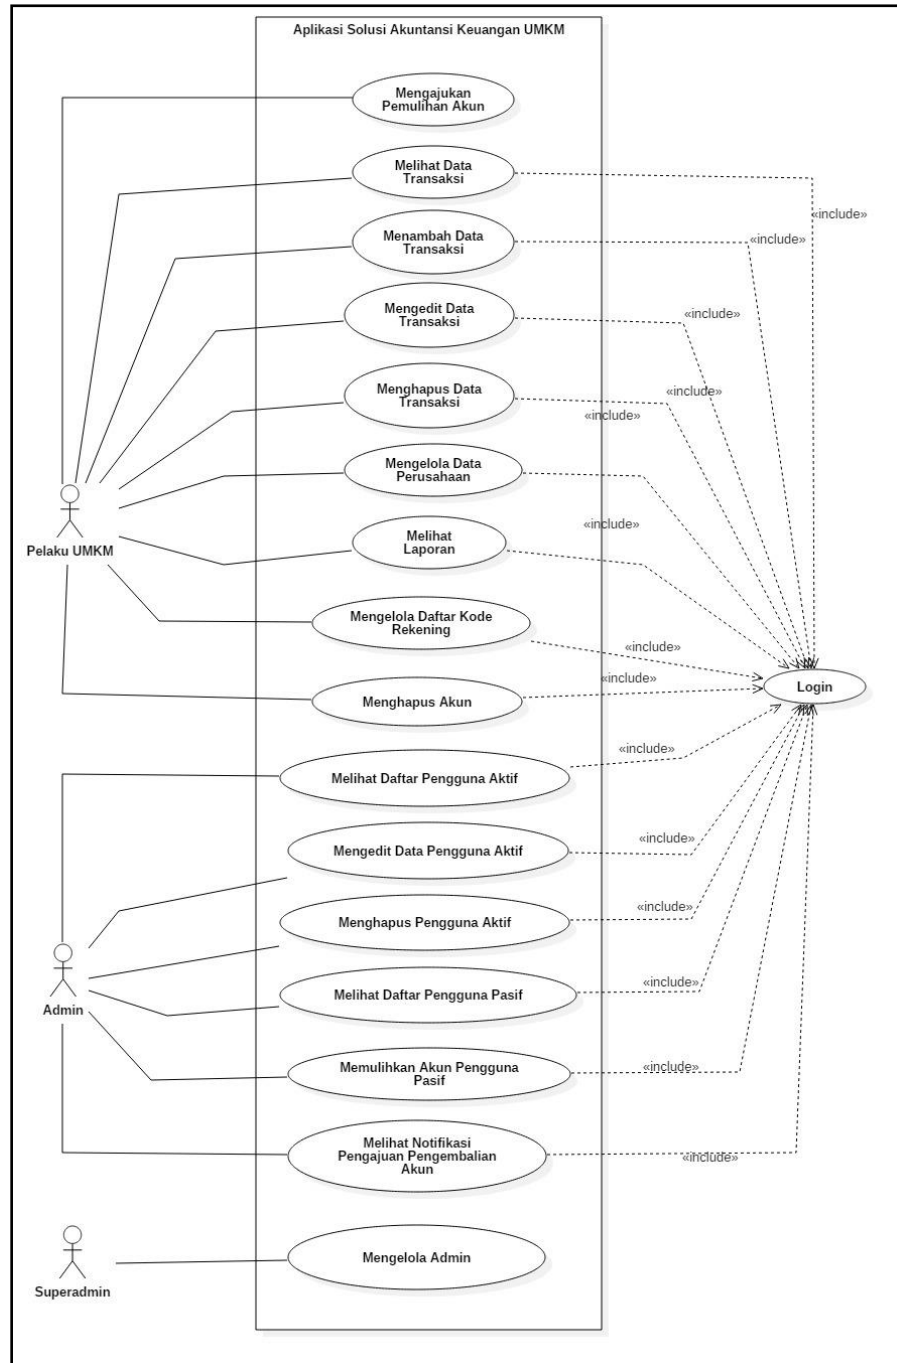 Aplikasi Solusi Akuntansi Keuangan UMKM
Mengajukan
Pemulihan Akun
Melihat Data
Transaksi
«include»
Menambah Data
Transaksi
«include»
Mengedit Data
Transaksi
«include»
Menghapus Data
Transaksi
«include»
«include»
Mengelola Data
Perusahaan
Pelaku UMKM
Melihat
Laporan
«include»
Mengelola Daftar Kode
Rekening
«include»
Menghapus Akun
«include»
Login
Melihat Daftar Pengguna Aktif
«include»
Mengedit Data Pengguna Aktif
«include»
Menghapus Pengguna Aktif
«include»
Admin
Melihat Daftar Pengguna Pasif
«include»
Memulihkan Akun Pengguna
Pasif
«include»
Melihat Notifikasi
Pengajuan Pengembalian
Akun
«include»
Superadmin
Mengelola Admin